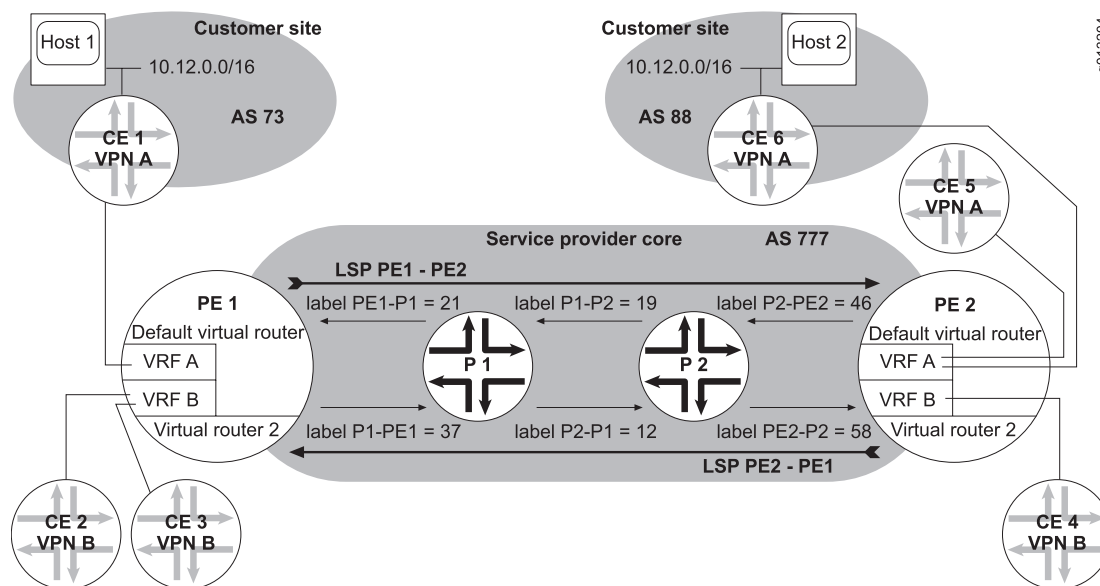 Host 1
Customer site
10.12.0.0/16
AS 73
CE 1
VPN A
Customer site
Host 2
10.12.0.0/16
AS 88
CE 6
VPN A
CE 5
VPN A
Service provider core
AS 777
LSP PE1 - PE2
label PE1-P1 = 21
label P1-P2 = 19
label P2-PE2 = 46
PE 1
Default virtual router
VRF A
VRF B
Virtual router 2
P 1
P 2
PE 2
Default virtual router
VRF A
VRF B
Virtual router 2
label P1-PE1 = 37
label P2-P1 = 12
label PE2-P2 = 58
LSP PE2 - PE1
CE 2
VPN B
CE 3
VPN B
CE 4
VPN B